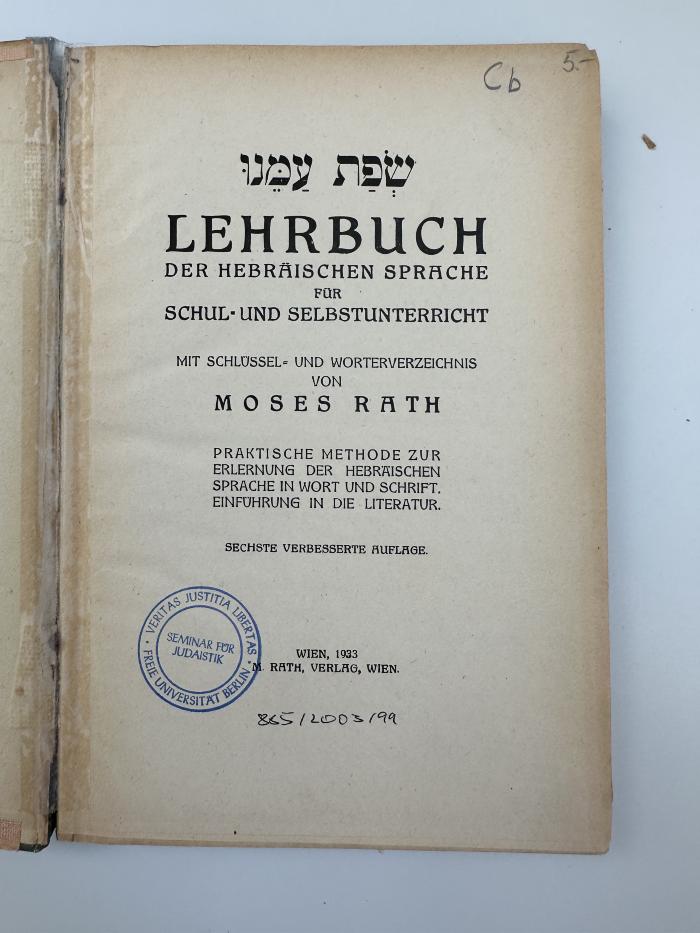 Cb 5.-
שְׂפַת עַמֵּנוּ
LEHRBUCH
DER HEBRÄISCHEN SPRACHE
FÜR
SCHUL- UND SELBSTUNTERRICHT
MIT SCHLÜSSEL- UND WORTERVERZEICHNIS
VON
MOSES RATH
PRAKTISCHE METHODE ZUR
ERLERNUNG DER HEBRÄISCHEN
SPRACHE IN WORT UND SCHRIFT.
EINFÜHRUNG IN DIE LITERATUR.
SECHSTE VERBESSERTE AUFLAGE.
VERITAS JUSTITIA LIBERTAS
SEMINAR FÜR
JUDAISTIK
FREIE UNIVERSITÄT BERLIN
WIEN, 1933
M. RATH, VERLAG, WIEN.
865/2003/99